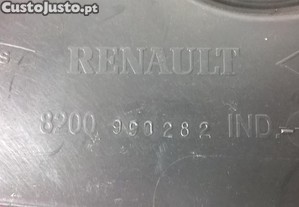 CustoJusto.pt
RENAULT
8200 990282 IND.-